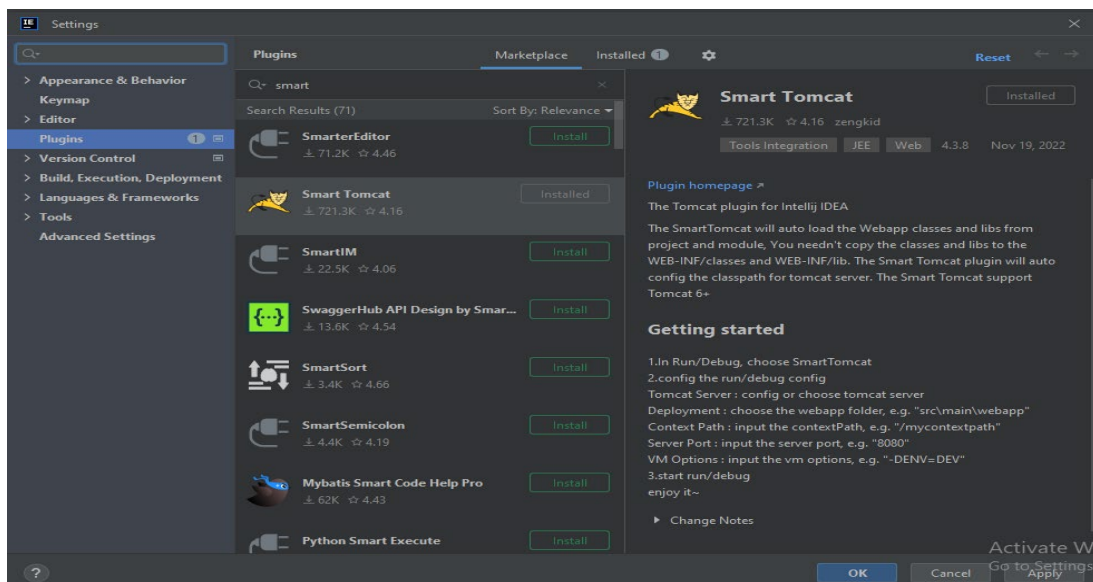 IE Settings
Appearance & Behavior
Keymap
Editor
Plugins 1
Version Control
Build, Execution, Deployment
Languages & Frameworks
Tools
Advanced Settings
Plugins
Marketplace
Installed 1
Reset
smart
Search Results (71)
Sort By: Relevance
SmarterEditor
Install
71.2K 4.46
Smart Tomcat
Installed
721.3K 4.16
SmartIM
Install
22.5K 4.06
SwaggerHub API Design by Smar...
Install
13.6K 4.54
SmartSort
Install
3.4K 4.66
SmartSemicolon
Install
4.4K 4.19
Mybatis Smart Code Help Pro
Install
62K 4.43
Python Smart Execute
Install
Smart Tomcat
Installed
721.3K 4.16 zengkid
Tools Integration JEE Web 4.3.8 Nov 19, 2022
Plugin homepage
The Tomcat plugin for Intellij IDEA
The SmartTomcat will auto load the Webapp classes and libs from
project and module, You needn't copy the classes and libs to the
WEB-INF/classes and WEB-INF/lib. The Smart Tomcat plugin will auto
config the classpath for tomcat server. The Smart Tomcat support
Tomcat 6+
Getting started
1.In Run/Debug, choose SmartTomcat
2.config the run/debug config
Tomcat Server : config or choose tomcat server
Deployment : choose the webapp folder, e.g. "src\main\webapp"
Context Path : input the contextPath, e.g. "/mycontextpath"
Server Port : input the server port, e.g. "8080"
VM Options : input the vm options, e.g. "-DENV=DEV"
3.start run/debug
enjoy it~
Change Notes
Activate W
Go to Settings
?
OK
Cancel
Apply